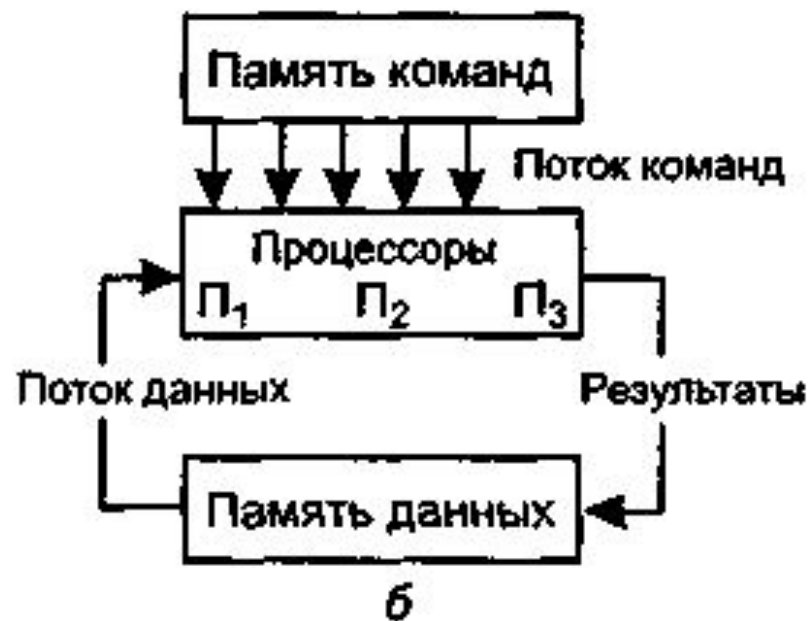 Память команд
Поток команд
Процессоры
П₁ П₂ П₃
Поток данных
Результаты
Память данных
б